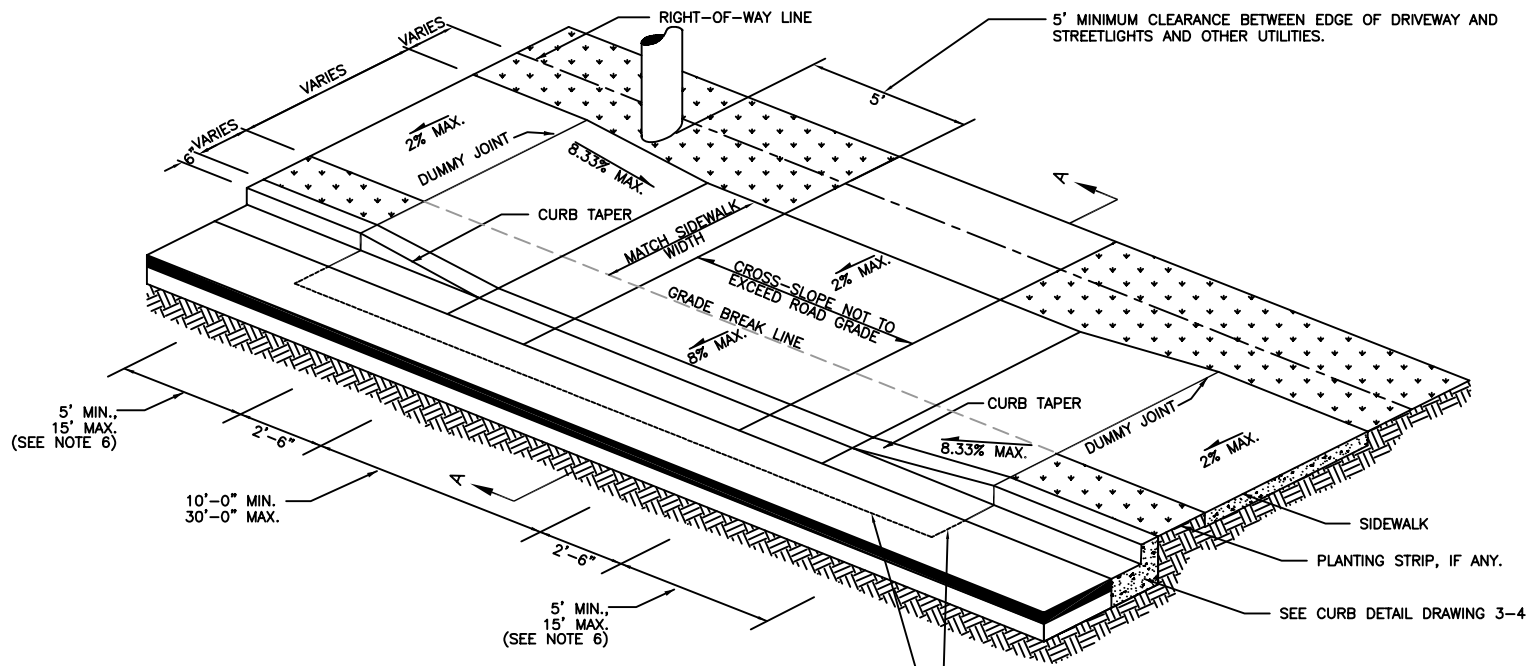 RIGHT-OF-WAY LINE
5' MINIMUM CLEARANCE BETWEEN EDGE OF DRIVEWAY AND
STREETLIGHTS AND OTHER UTILITIES.
VARIES
VARIES
VARIES
6"
5'
2% MAX.
DUMMY JOINT
8.33% MAX.
A
CURB TAPER
MATCH SIDEWALK
WIDTH
CROSS-SLOPE NOT TO
EXCEED ROAD GRADE
2% MAX.
GRADE BREAK LINE
8% MAX.
5' MIN.,
15' MAX.
(SEE NOTE 6)
2'-6"
CURB TAPER
8.33% MAX.
DUMMY JOINT
2% MAX.
10'-0" MIN.
30'-0" MAX.
A
2'-6"
SIDEWALK
PLANTING STRIP, IF ANY.
5' MIN.,
15' MAX.
(SEE NOTE 6)
SEE CURB DETAIL DRAWING 3-4